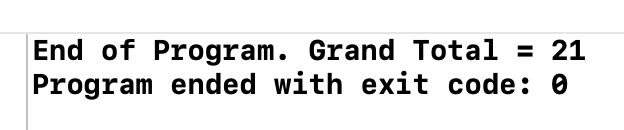 End of Program. Grand Total = 21
Program ended with exit code: 0